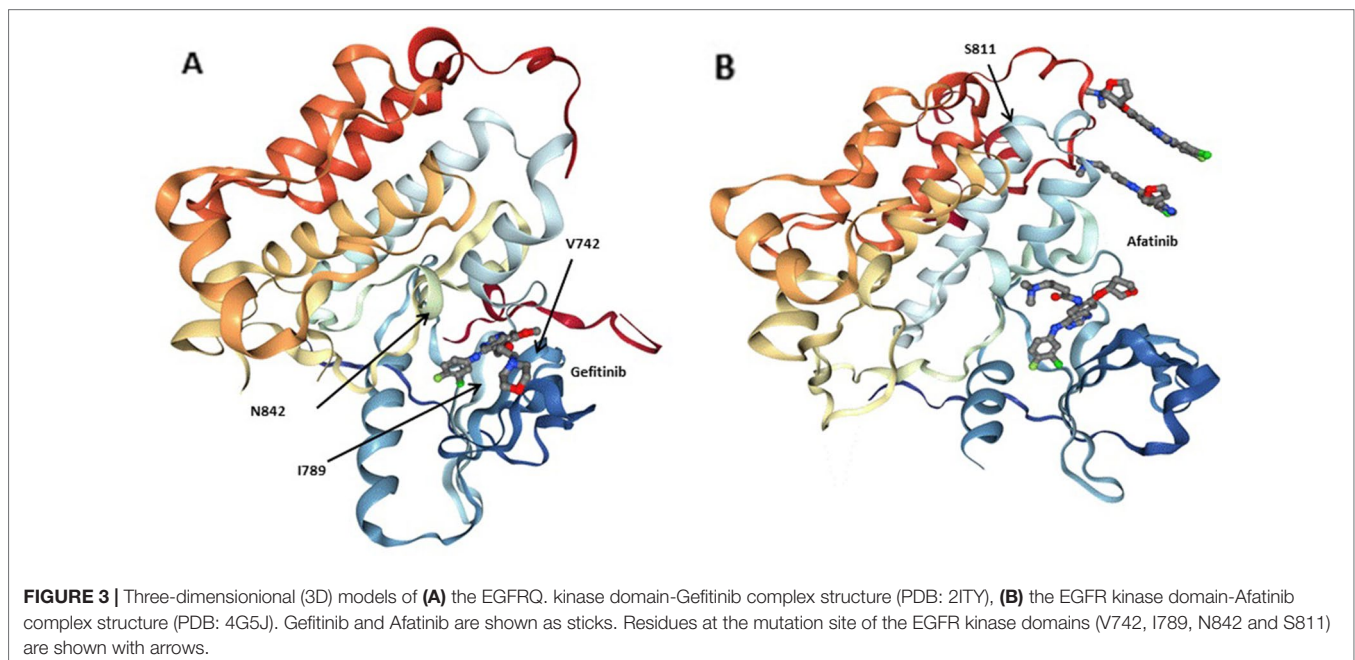 A
B
S811
V742
Afatinib
Gefitinib
N842
I789
FIGURE 3 | Three-dimensionional (3D) models of (A) the EGFRQ. kinase domain-Gefitinib complex structure (PDB: 2ITY), (B) the EGFR kinase domain-Afatinib
complex structure (PDB: 4G5J). Gefitinib and Afatinib are shown as sticks. Residues at the mutation site of the EGFR kinase domains (V742, I789, N842 and S811)
are shown with arrows.